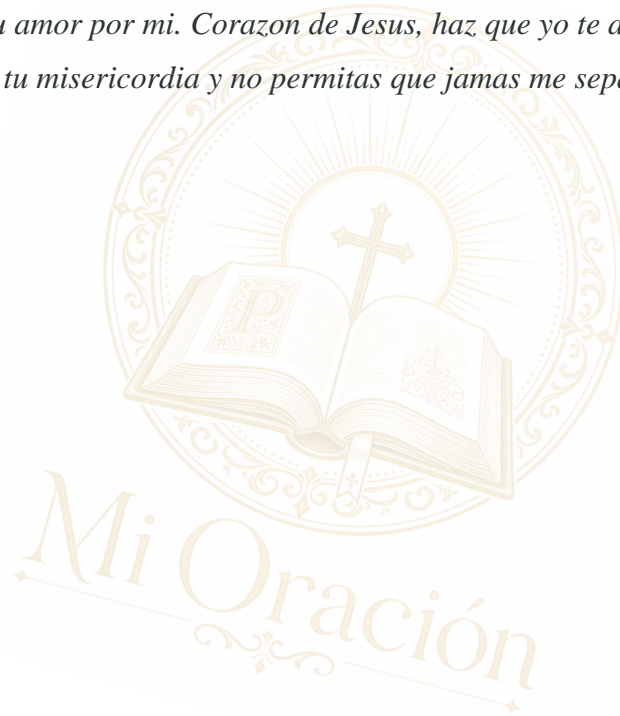 amor por mi. Corazon de Jesus, haz que yo te
tu misericordia y no permitas que jamas me
Mi Oración